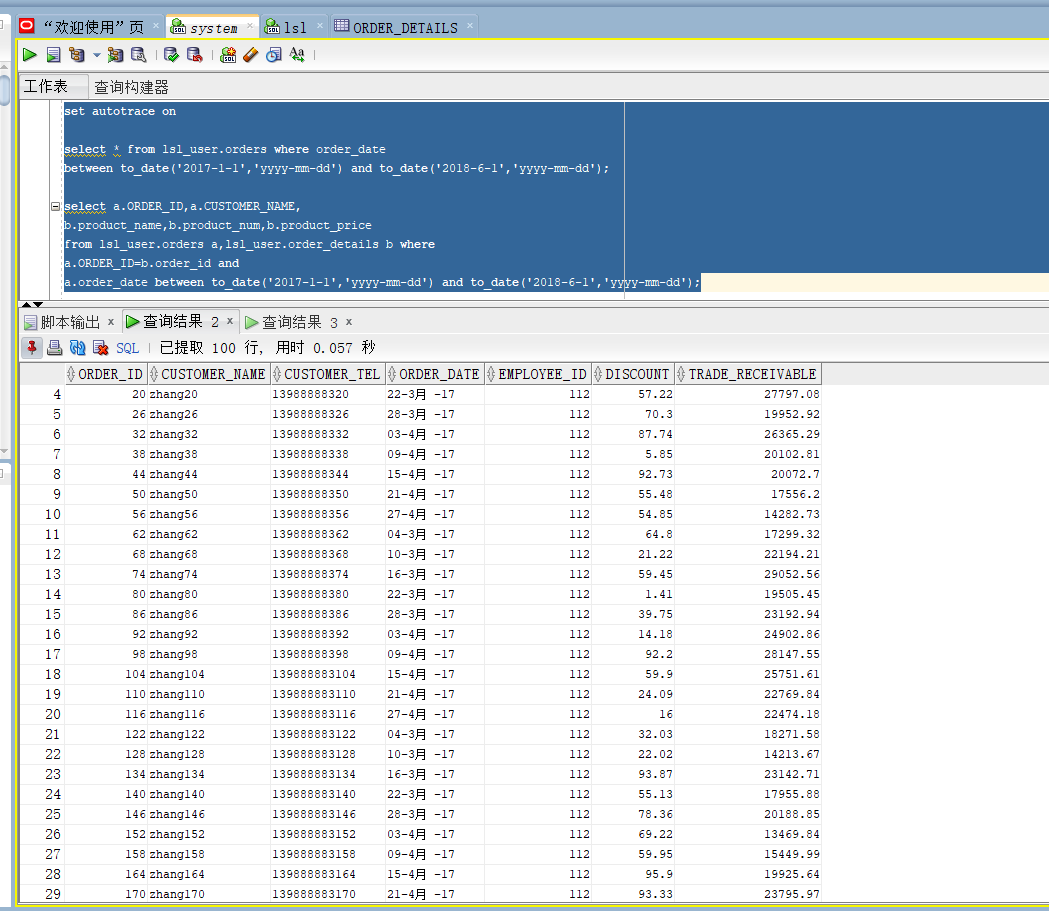 “欢迎使用”页 system lsl ORDER_DETAILS
工作表 查询构建器
set autotrace on
select * from lsl_user.orders where order_date
between to_date('2017-1-1','yyyy-mm-dd') and to_date('2018-6-1','yyyy-mm-dd');
select a.ORDER_ID,a.CUSTOMER_NAME,
b.product_name,b.product_num,b.product_price
from lsl_user.orders a,lsl_user.order_details b where
a.ORDER_ID=b.order_id and
a.order_date between to_date('2017-1-1','yyyy-mm-dd') and to_date('2018-6-1','yyyy-mm-dd');
脚本输出 x 查询结果 2 x 查询结果 3 x
SQL | 已提取 100 行, 用时 0.057 秒
ORDER_ID CUSTOMER_NAME CUSTOMER_TEL ORDER_DATE EMPLOYEE_ID DISCOUNT TRADE_RECEIVABLE
4 20 zhang20 13988888320 22-3月 -17 112 57.22 27797.08
5 26 zhang26 13988888326 28-3月 -17 112 70.3 19952.92
6 32 zhang32 13988888332 03-4月 -17 112 87.74 26365.29
7 38 zhang38 13988888338 09-4月 -17 112 5.85 20102.81
8 44 zhang44 13988888344 15-4月 -17 112 92.73 20072.7
9 50 zhang50 13988888350 21-4月 -17 112 55.48 17556.2
10 56 zhang56 13988888356 27-4月 -17 112 54.85 14282.73
11 62 zhang62 13988888362 04-3月 -17 112 64.8 17299.32
12 68 zhang68 13988888368 10-3月 -17 112 21.22 22194.21
13 74 zhang74 13988888374 16-3月 -17 112 59.45 29052.56
14 80 zhang80 13988888380 22-3月 -17 112 1.41 19505.45
15 86 zhang86 13988888386 28-3月 -17 112 39.75 23192.94
16 92 zhang92 13988888392 03-4月 -17 112 14.18 24902.86
17 98 zhang98 13988888398 09-4月 -17 112 92.2 28147.55
18 104 zhang104 139888883104 15-4月 -17 112 59.9 25751.61
19 110 zhang110 139888883110 21-4月 -17 112 24.09 22769.84
20 116 zhang116 139888883116 27-4月 -17 112 16 22474.18
21 122 zhang122 139888883122 04-3月 -17 112 32.03 18271.58
22 128 zhang128 139888883128 10-3月 -17 112 22.02 14213.67
23 134 zhang134 139888883134 16-3月 -17 112 93.87 23142.71
24 140 zhang140 139888883140 22-3月 -17 112 55.13 17955.88
25 146 zhang146 139888883146 28-3月 -17 112 78.36 20188.85
26 152 zhang152 139888883152 03-4月 -17 112 69.22 13469.84
27 158 zhang158 139888883158 09-4月 -17 112 59.95 15449.99
28 164 zhang164 139888883164 15-4月 -17 112 95.9 19925.64
29 170 zhang170 139888883170 21-4月 -17 112 93.33 23795.97